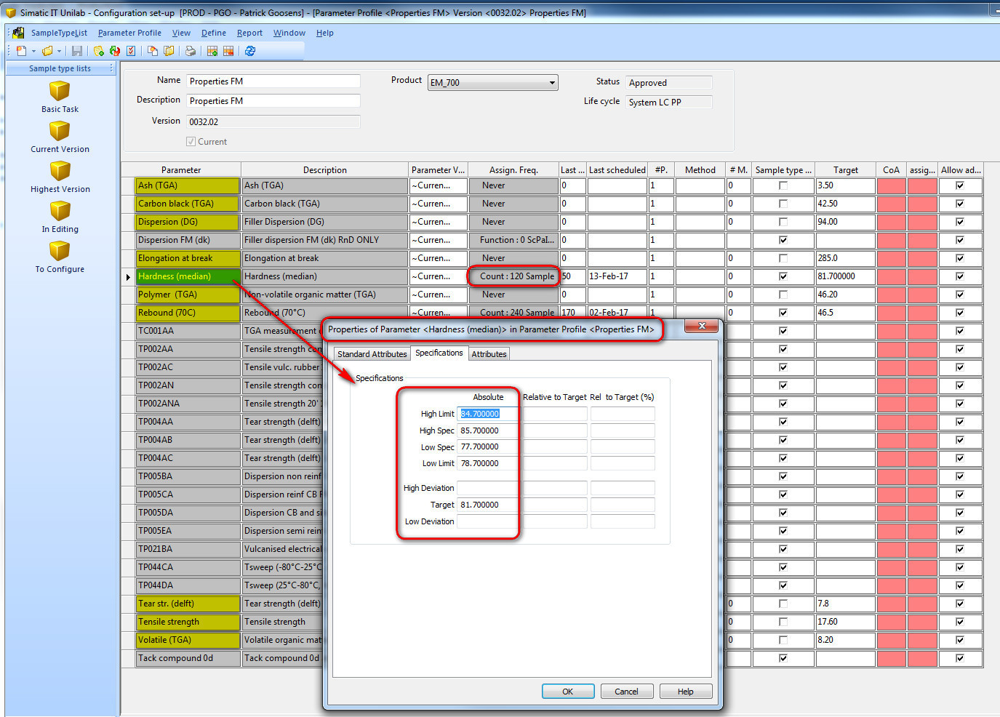 Simatic IT Unilab - Configuration set-up [PROD - PGO - Patrick Goosens] - [Parameter Profile <Properties FM> Version <0032.02> Properties FM]
SampleTypeList Parameter Profile View Define Report Window Help
Sample type lists
Basic Task
Current Version
Highest Version
In Editing
To Configure
Name Properties FM Product EM_700 Status Approved
Description Properties FM Life cycle System LC PP
Version 0032.02
Current
Parameter Description Parameter V... Assign. Freq. Last ... Last scheduled #P. Method # M. Sample type ... Target CoA assig... Allow ad...
Ash (TGA) Ash (TGA) ~Curren... Never 0 1 0 3.50
Carbon black (TGA) Carbon black (TGA) ~Curren... Never 0 1 0 42.50
Dispersion (DG) Filler Dispersion (DG) ~Curren... Never 0 1 0 94.00
Dispersion FM (dk) Filler dispersion FM (dk) RnD ONLY ~Curren... Function : 0 ScPaI... 0 1 0
Elongation at break Elongation at break ~Curren... Never 0 1 0 285.0
Hardness (median) Hardness (median) ~Curren... Count : 120 Sample 50 13-Feb-17 1 0 81.700000
Polymer (TGA) Non-volatile organic matter (TGA) ~Curren... Never 0 1 0 46.20
Rebound (70C) Rebound (70°C) ~Curren... Count : 240 Sample 170 02-Feb-17 1 0 46.5
TC001AA TGA measurement
TP002AA Tensile strength com
TP002AC Tensile vulc. rubber
TP002AN Tensile strength com
TP002ANA Tensile strength 20'
TP004AA Tear strength (delft)
TP004AB Tear strength (delft)
TP004AC Tear strength (delft)
TP005BA Dispersion non reinf
TP005CA Dispersion reinf CB
TP005DA Dispersion CB and si
TP005EA Dispersion semi rein
TP021BA Vulcanised electrical
TP044CA Tsweep (-80°C-25°C
TP044DA Tsweep (25°C-80°C,
Tear str. (delft) Tear strength (delft) 0 7.8
Tensile strength Tensile strength 0 17.60
Volatile (TGA) Volatile organic mat 0 8.20
Tack compound 0d Tack compound 0d
Properties of Parameter <Hardness (median)> in Parameter Profile <Properties FM>
Standard Attributes Specifications Attributes
Specifications
Absolute Relative to Target Rel to Target (%)
High Limit 84.700000
High Spec 85.700000
Low Spec 77.700000
Low Limit 78.700000
High Deviation
Target 81.700000
Low Deviation
OK Cancel Help